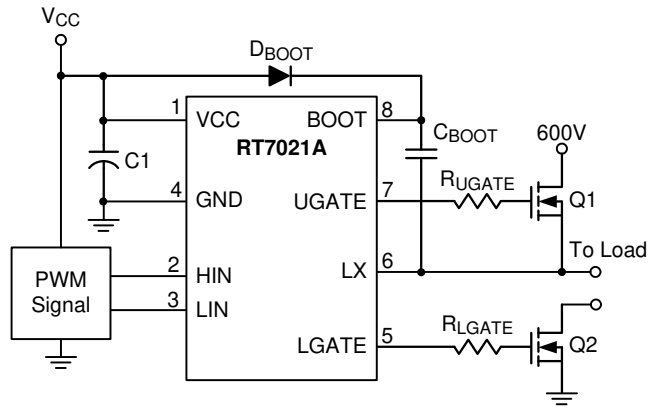 VCC
DBOOT
1
VCC
BOOT
8
RT7021A
CBOOT
600V
C1
4
GND
UGATE
7
RUGATE
Q1
To Load
PWM
Signal
2
HIN
LX
6
3
LIN
LGATE
5
RLGATE
Q2